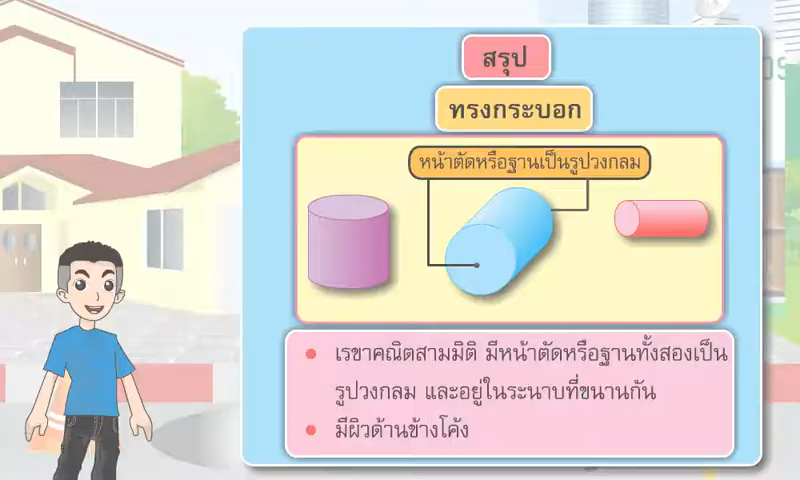 สรุป
ทรงกระบอก
หน้าตัดหรือฐานเป็นรูปวงกลม
• เรขาคณิตสามมิติ มีหน้าตัดหรือฐานทั้งสองเป็น
รูปวงกลม และอยู่ในระนาบที่ขนานกัน
• มีผิวด้านข้างโค้ง